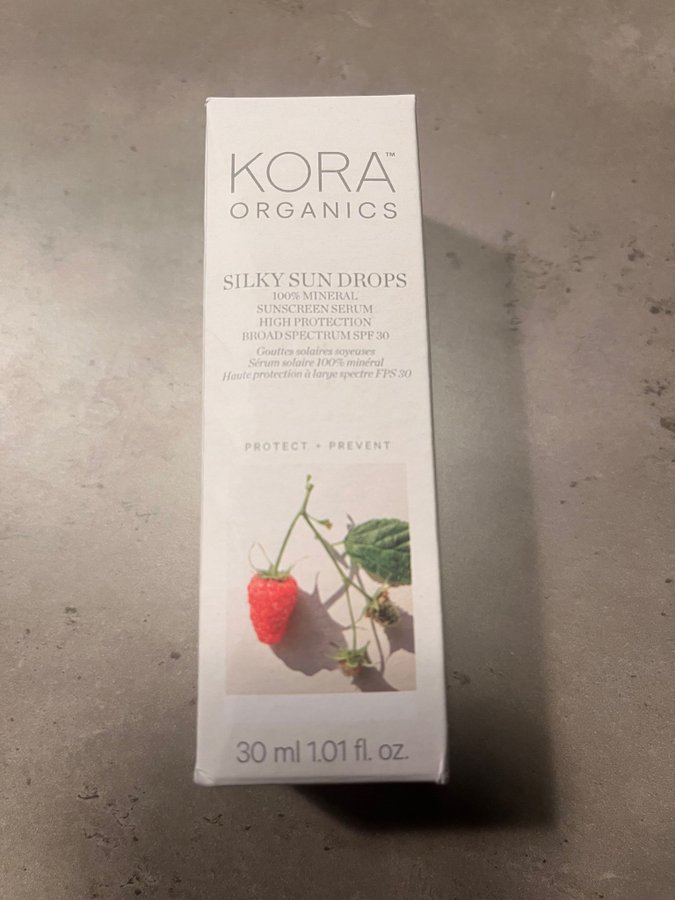 KORA™
ORGANICS
SILKY SUN DROPS
100% MINERAL
SUNSCREEN SERUM
HIGH PROTECTION
BROAD SPECTRUM SPF 30
Gouttes solaires soyeuses
Sérum solaire 100% minéral
Haute protection à large spectre FPS 30
PROTECT + PREVENT
30 ml 1.01 fl. oz.